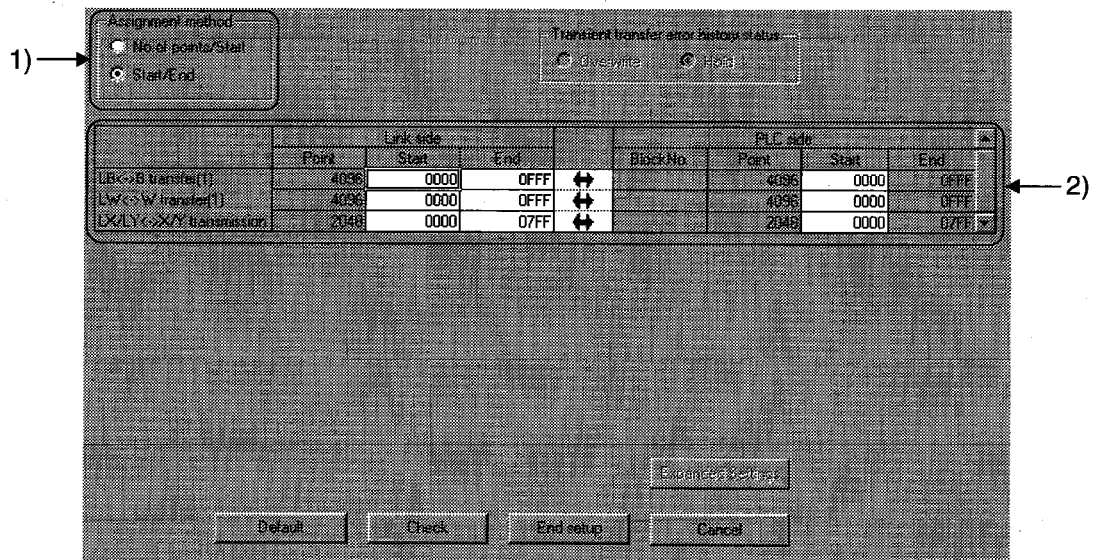 Assignment method
No of points/Start
1)
Start/End
Transient transfer error history status
Overwrite Hold
Link side PLC side
Point Start End Block No. Point Start End
LB<->B transfer(1) 4096 0000 0FFF 4096 0000 0FFF
LW<->W transfer(1) 4096 0000 0FFF 4096 0000 0FFF
LX/LY<->X/Y transmission 2048 0000 07FF 2048 0000 07FF
2)
Expanded settings
Default Check End setup Cancel